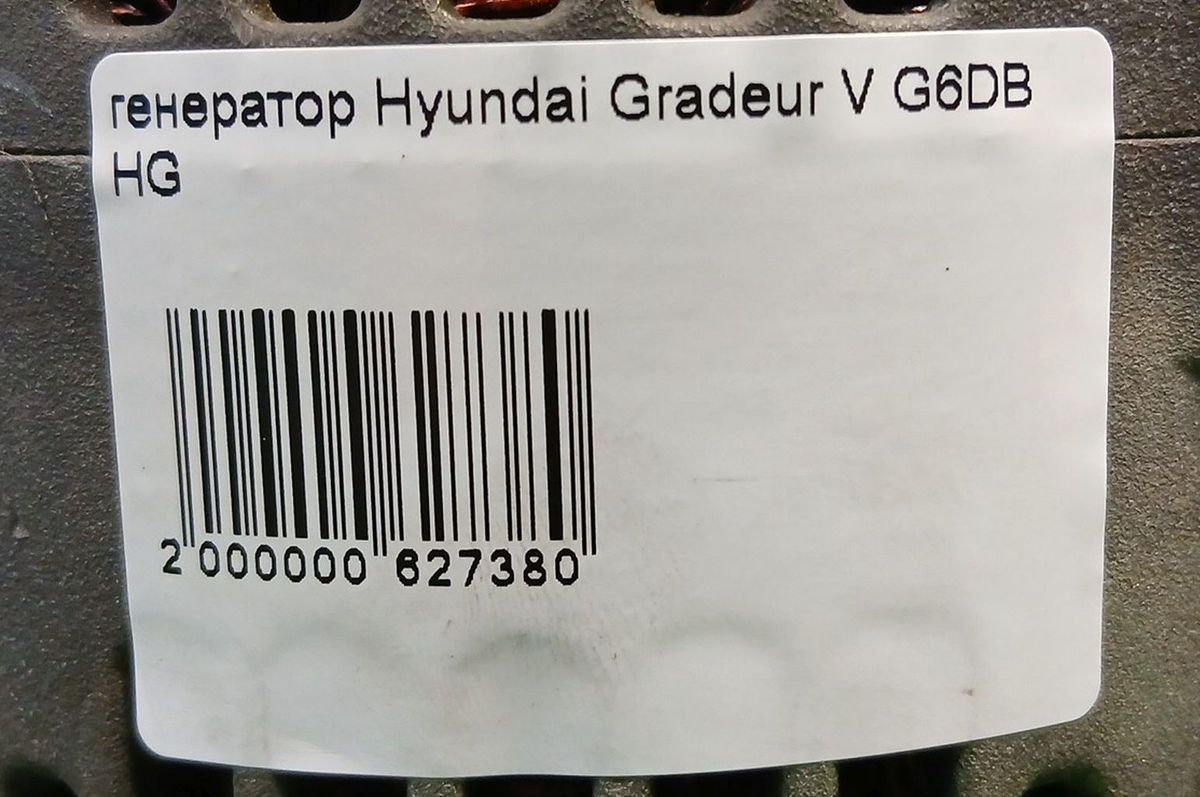 генератор Hyundai Gradeur V G6DB
HG
2 000000 627380